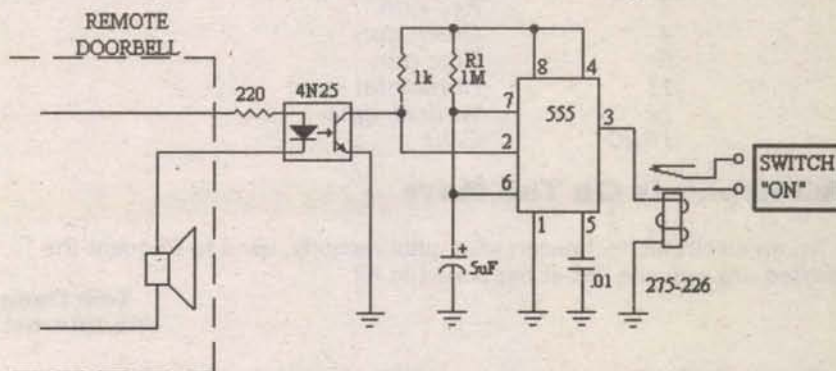 REMOTE
DOORBELL
220
4N25
1k
R1
1M
8
4
7
555
3
2
6
1
5
+
5uF
.01
SWITCH
"ON"
275-226